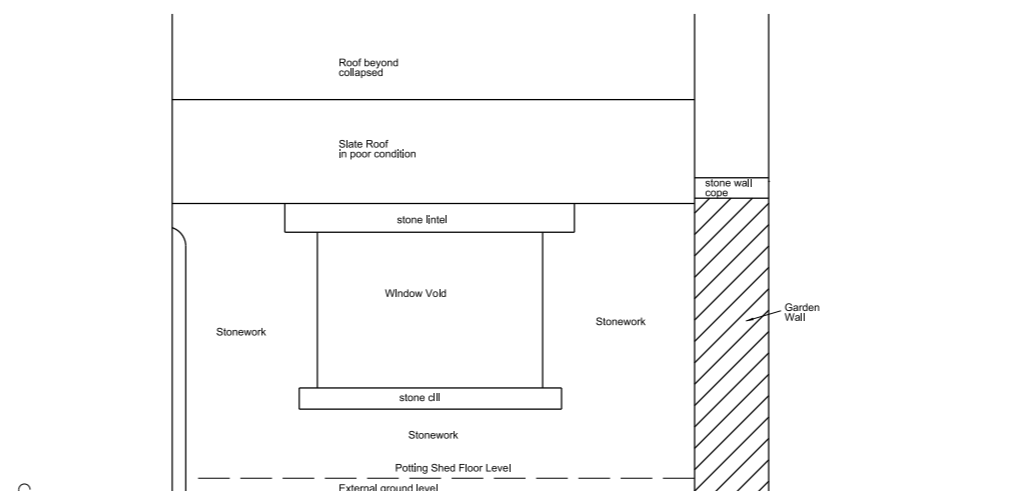 Roof beyond
collapsed
Slate Roof
in poor condition
stone wall
cope
stone lintel
Window Void
Garden
Wall
Stonework
Stonework
stone cill
Stonework
Potting Shed Floor Level
External ground level